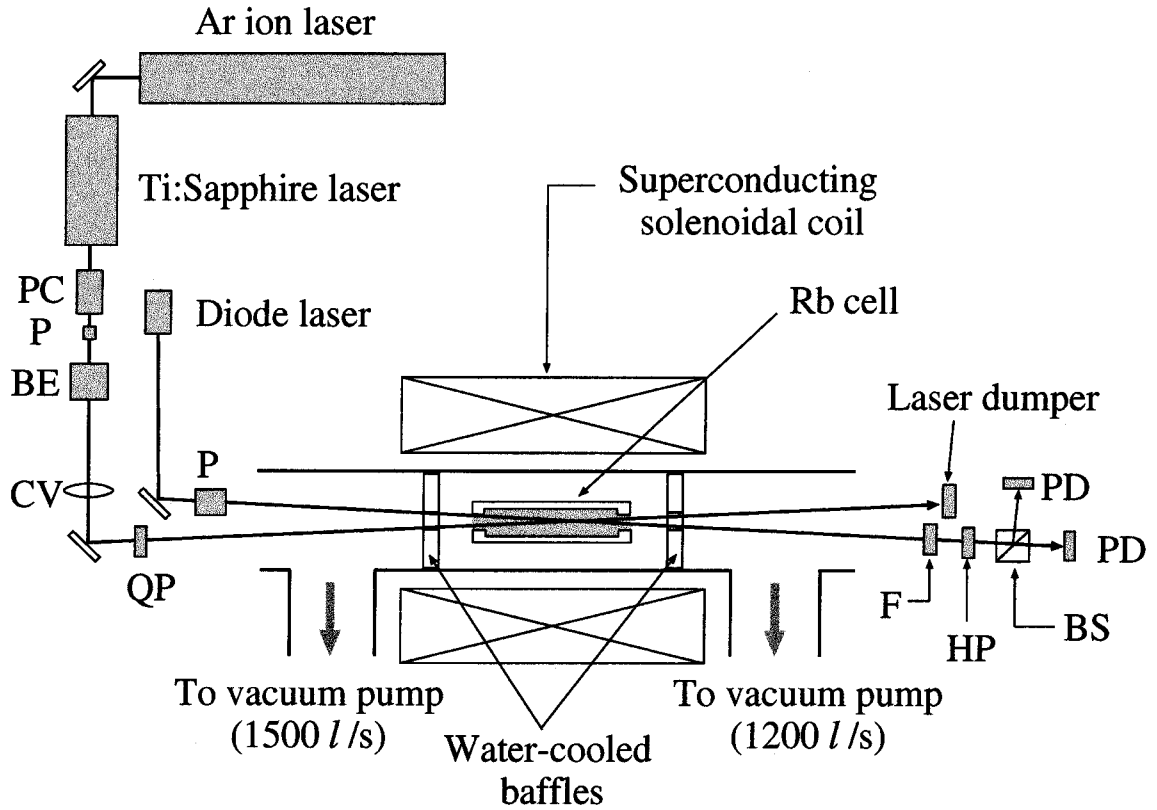 Ar ion laser
Ti:Sapphire laser
Superconducting
solenoidal coil
PC
Diode laser
Rb cell
P
BE
Laser dumper
P
CV
PD
PD
QP
F
HP
BS
To vacuum pump
(1500 l /s)
To vacuum pump
(1200 l /s)
Water-cooled
baffles